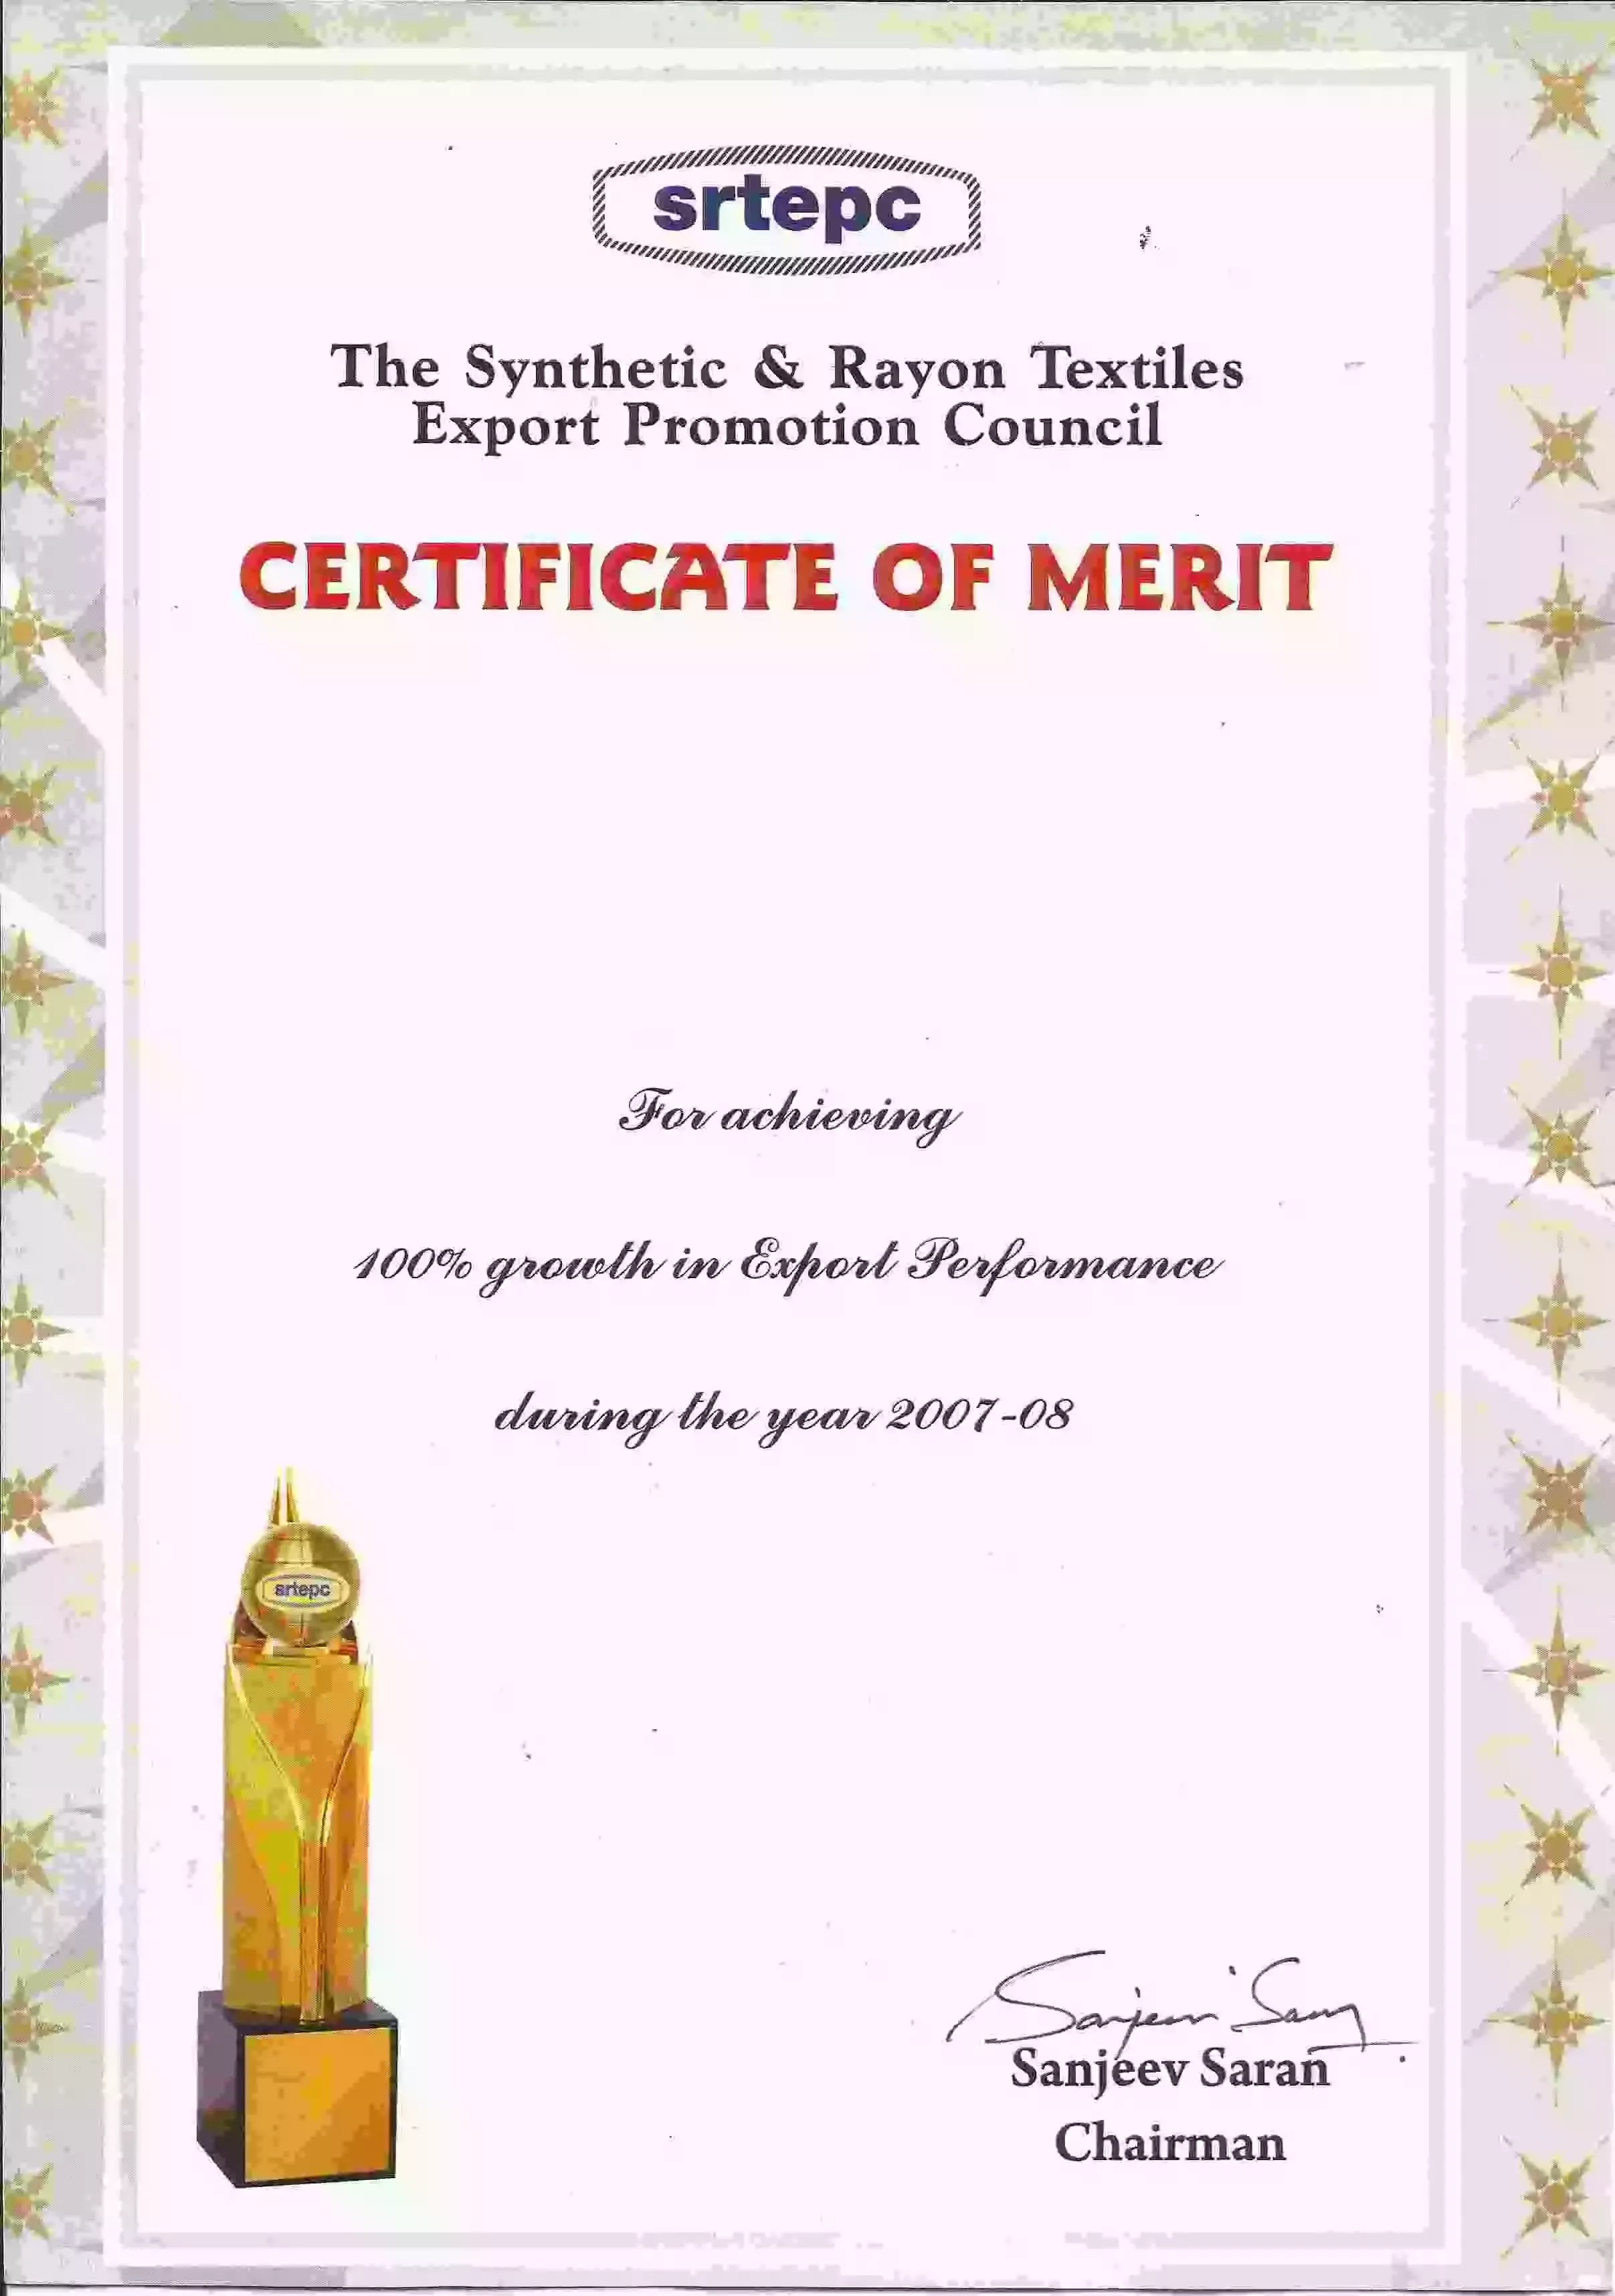 srtepc
The Synthetic & Rayon Textiles
Export Promotion Council
CERTIFICATE OF MERIT
For achieving
100% growth in Export Performance
during the year 2007-08
srtepc
Sanjeev Saran
Sanjeev Saran
Chairman